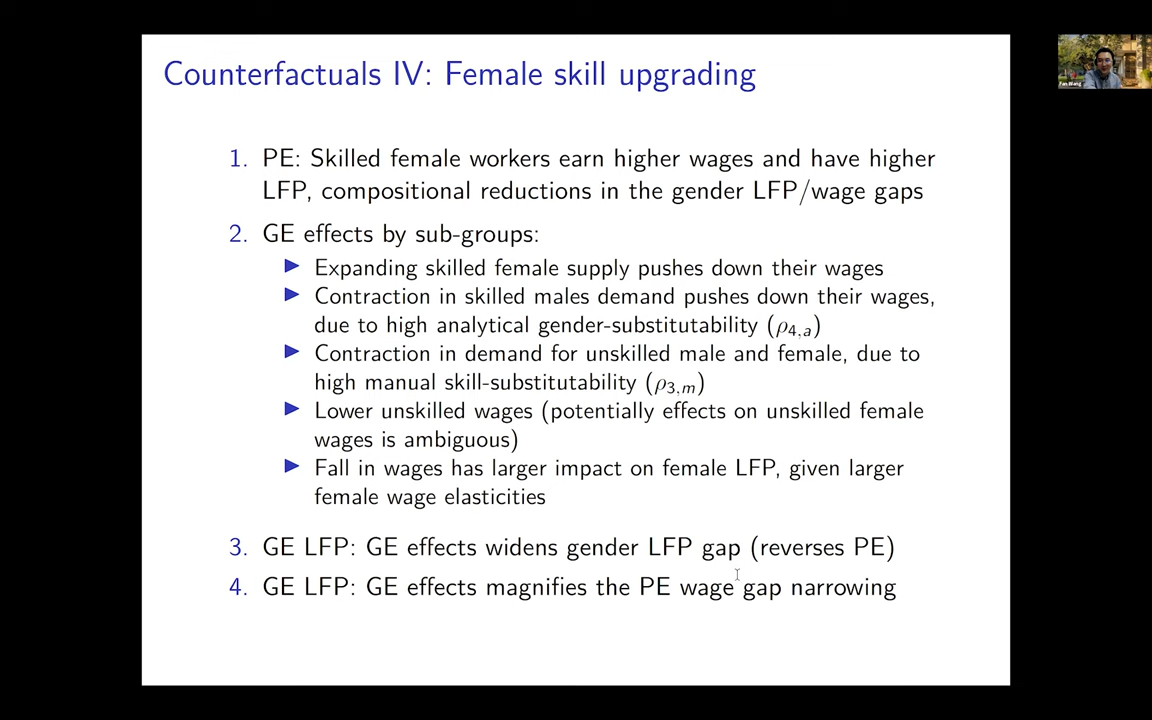 Counterfactuals IV: Female skill upgrading
1. PE: Skilled female workers earn higher wages and have higher
LFP, compositional reductions in the gender LFP/wage gaps
2. GE effects by sub-groups:
▶ Expanding skilled female supply pushes down their wages
▶ Contraction in skilled males demand pushes down their wages,
due to high analytical gender-substitutability (ρ4,a)
▶ Contraction in demand for unskilled male and female, due to
high manual skill-substitutability (ρ3,m)
▶ Lower unskilled wages (potentially effects on unskilled female
wages is ambiguous)
▶ Fall in wages has larger impact on female LFP, given larger
female wage elasticities
3. GE LFP: GE effects widens gender LFP gap (reverses PE)
4. GE LFP: GE effects magnifies the PE wage gap narrowing
Fan Wang